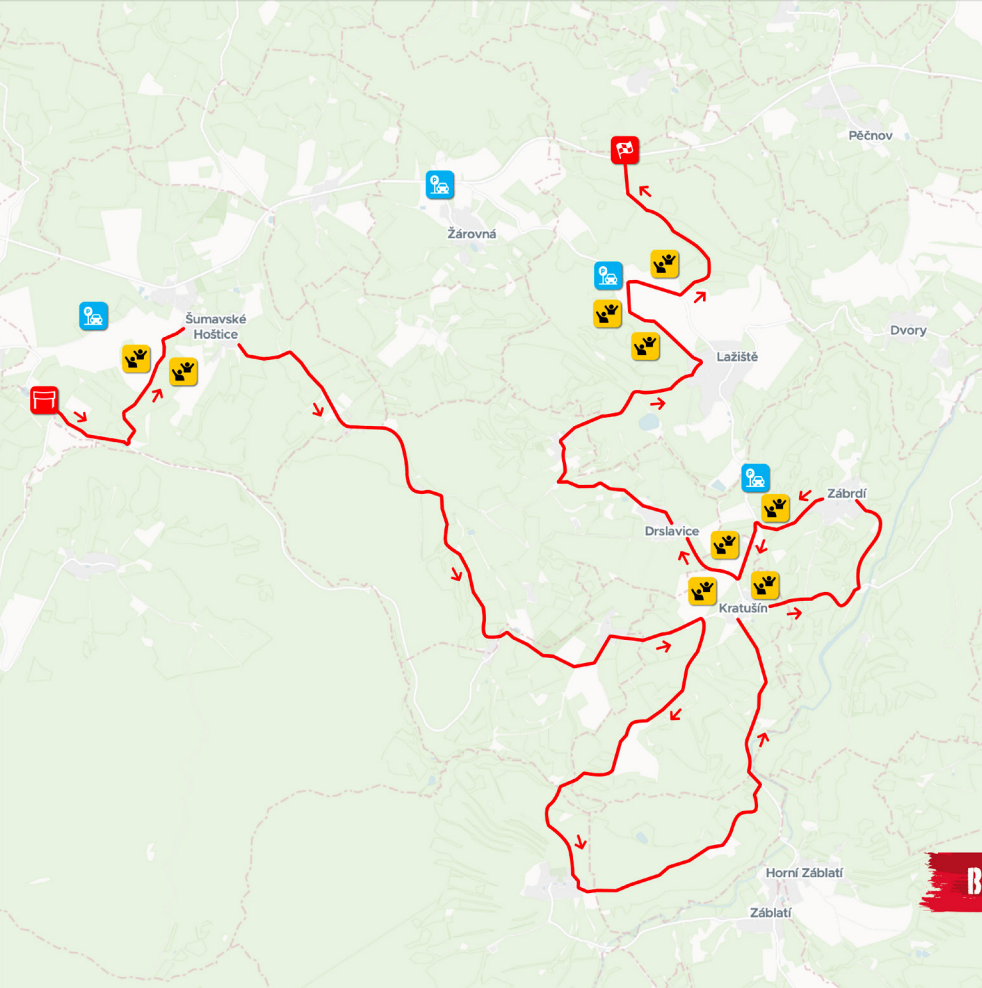 Pěčnov
Žárovná
Šumavské
Hoštice
Dvory
Lažiště
Zábrdí
Drslavice
Kratušín
Horní Záblatí
Záblatí
B